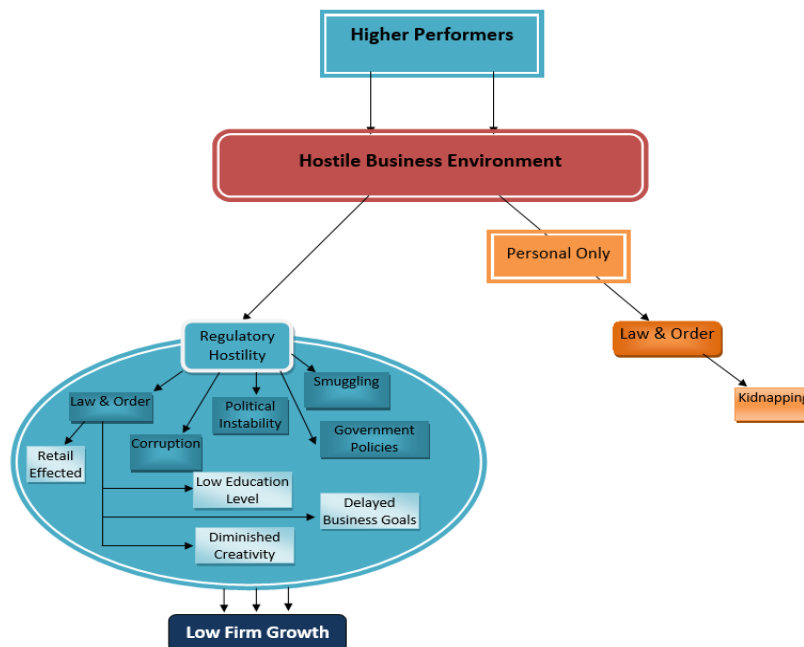 Higher Performers
Hostile Business Environment
Personal Only
Regulatory
Hostility
Law & Order
Smuggling
Law & Order
Political
Instability
Kidnapping
Corruption
Government
Policies
Retail
Effected
Low Education
Level
Delayed
Business Goals
Diminished
Creativity
Low Firm Growth